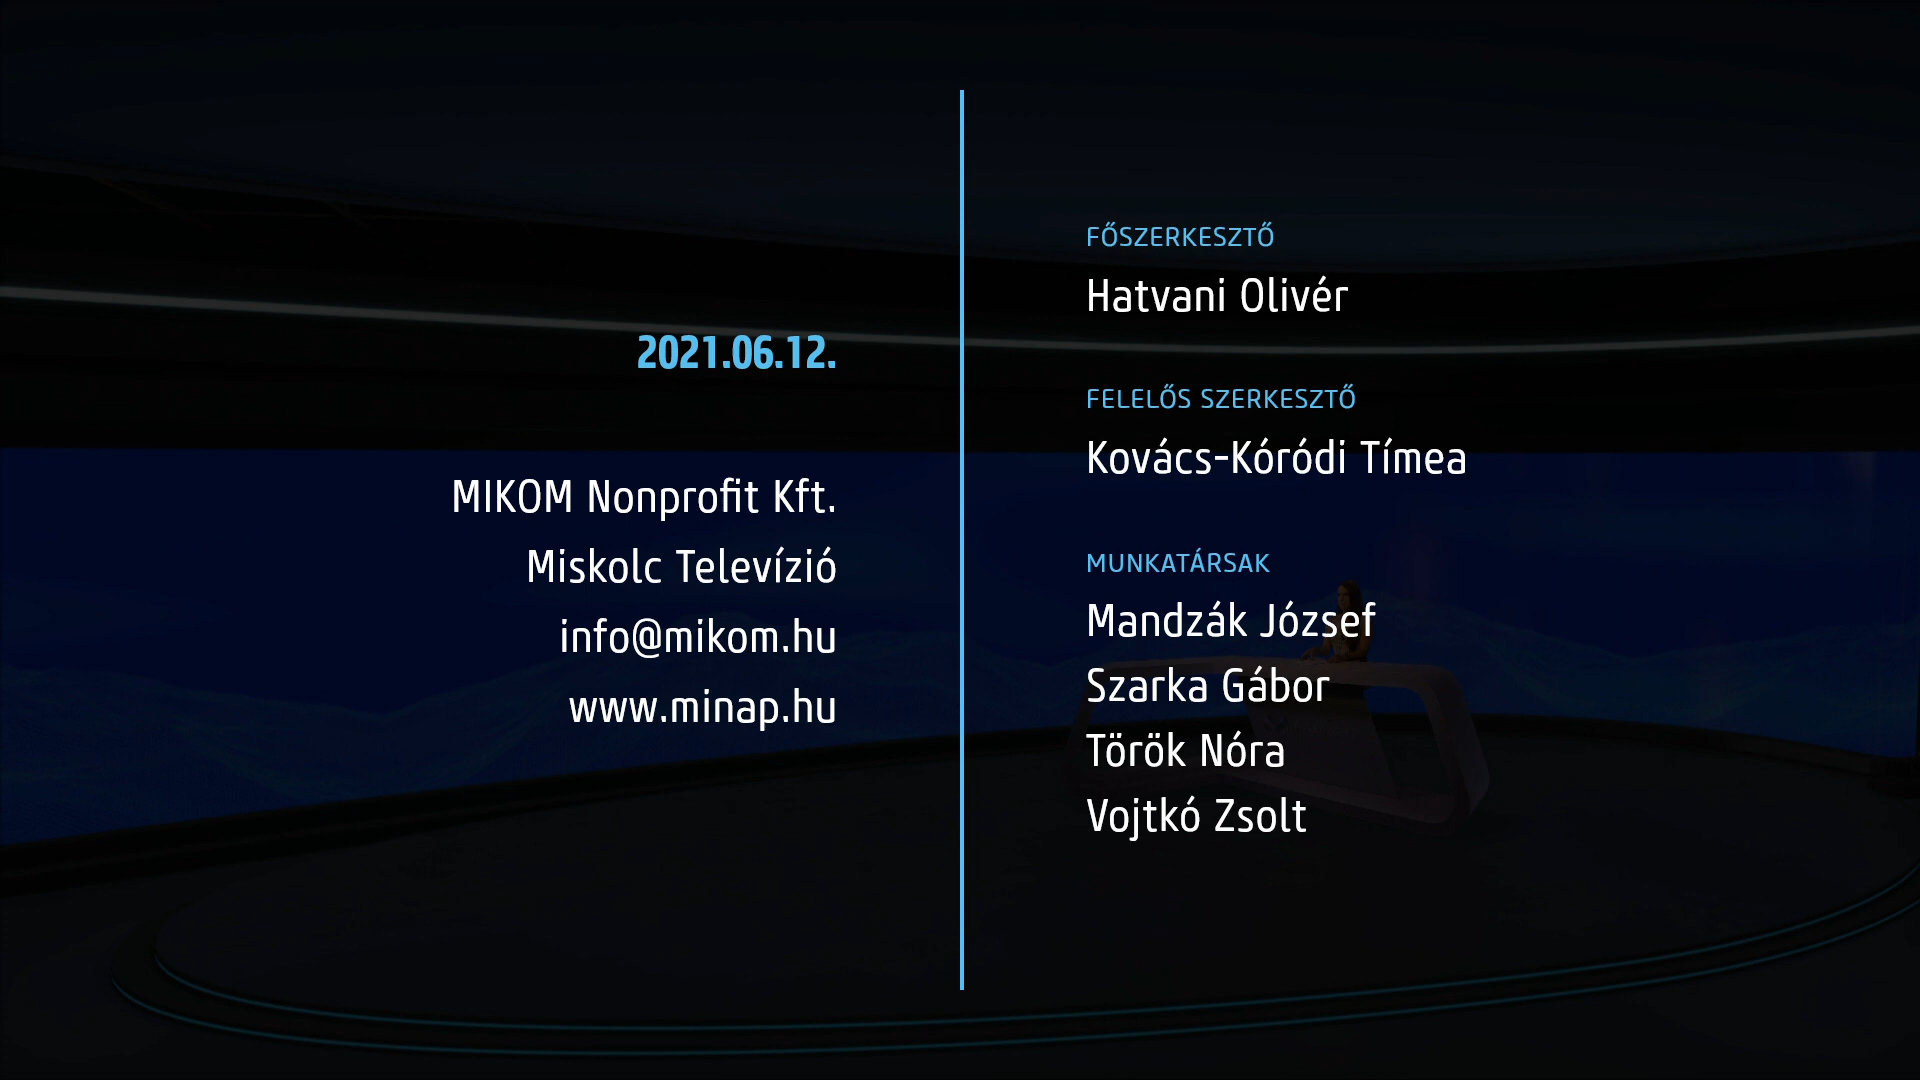 2021.06.12.
MIKOM Nonprofit Kft.
Miskolc Televízió
info@mikom.hu
www.minap.hu
FŐSZERKESZTŐ
Hatvani Olivér
FELELŐS SZERKESZTŐ
Kovács-Kóródi Tímea
MUNKATÁRSAK
Mandzák József
Szarka Gábor
Török Nóra
Vojtkó Zsolt